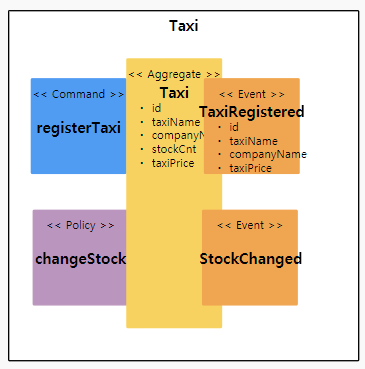 Taxi
<< Command >>
registerTaxi
<< Aggregate >>
Taxi
• id
• taxiName
• companyN
• stockCnt
• taxiPrice
<< Event >>
TaxiRegistered
• id
• taxiName
• companyName
• taxiPrice
<< Policy >>
changeStock
<< Event >>
StockChanged